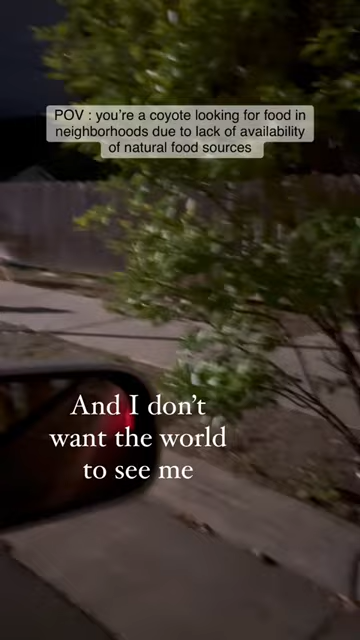 POV : you're a coyote looking for food in
neighborhoods due to lack of availability
of natural food sources
And I don't
want the world
to see me